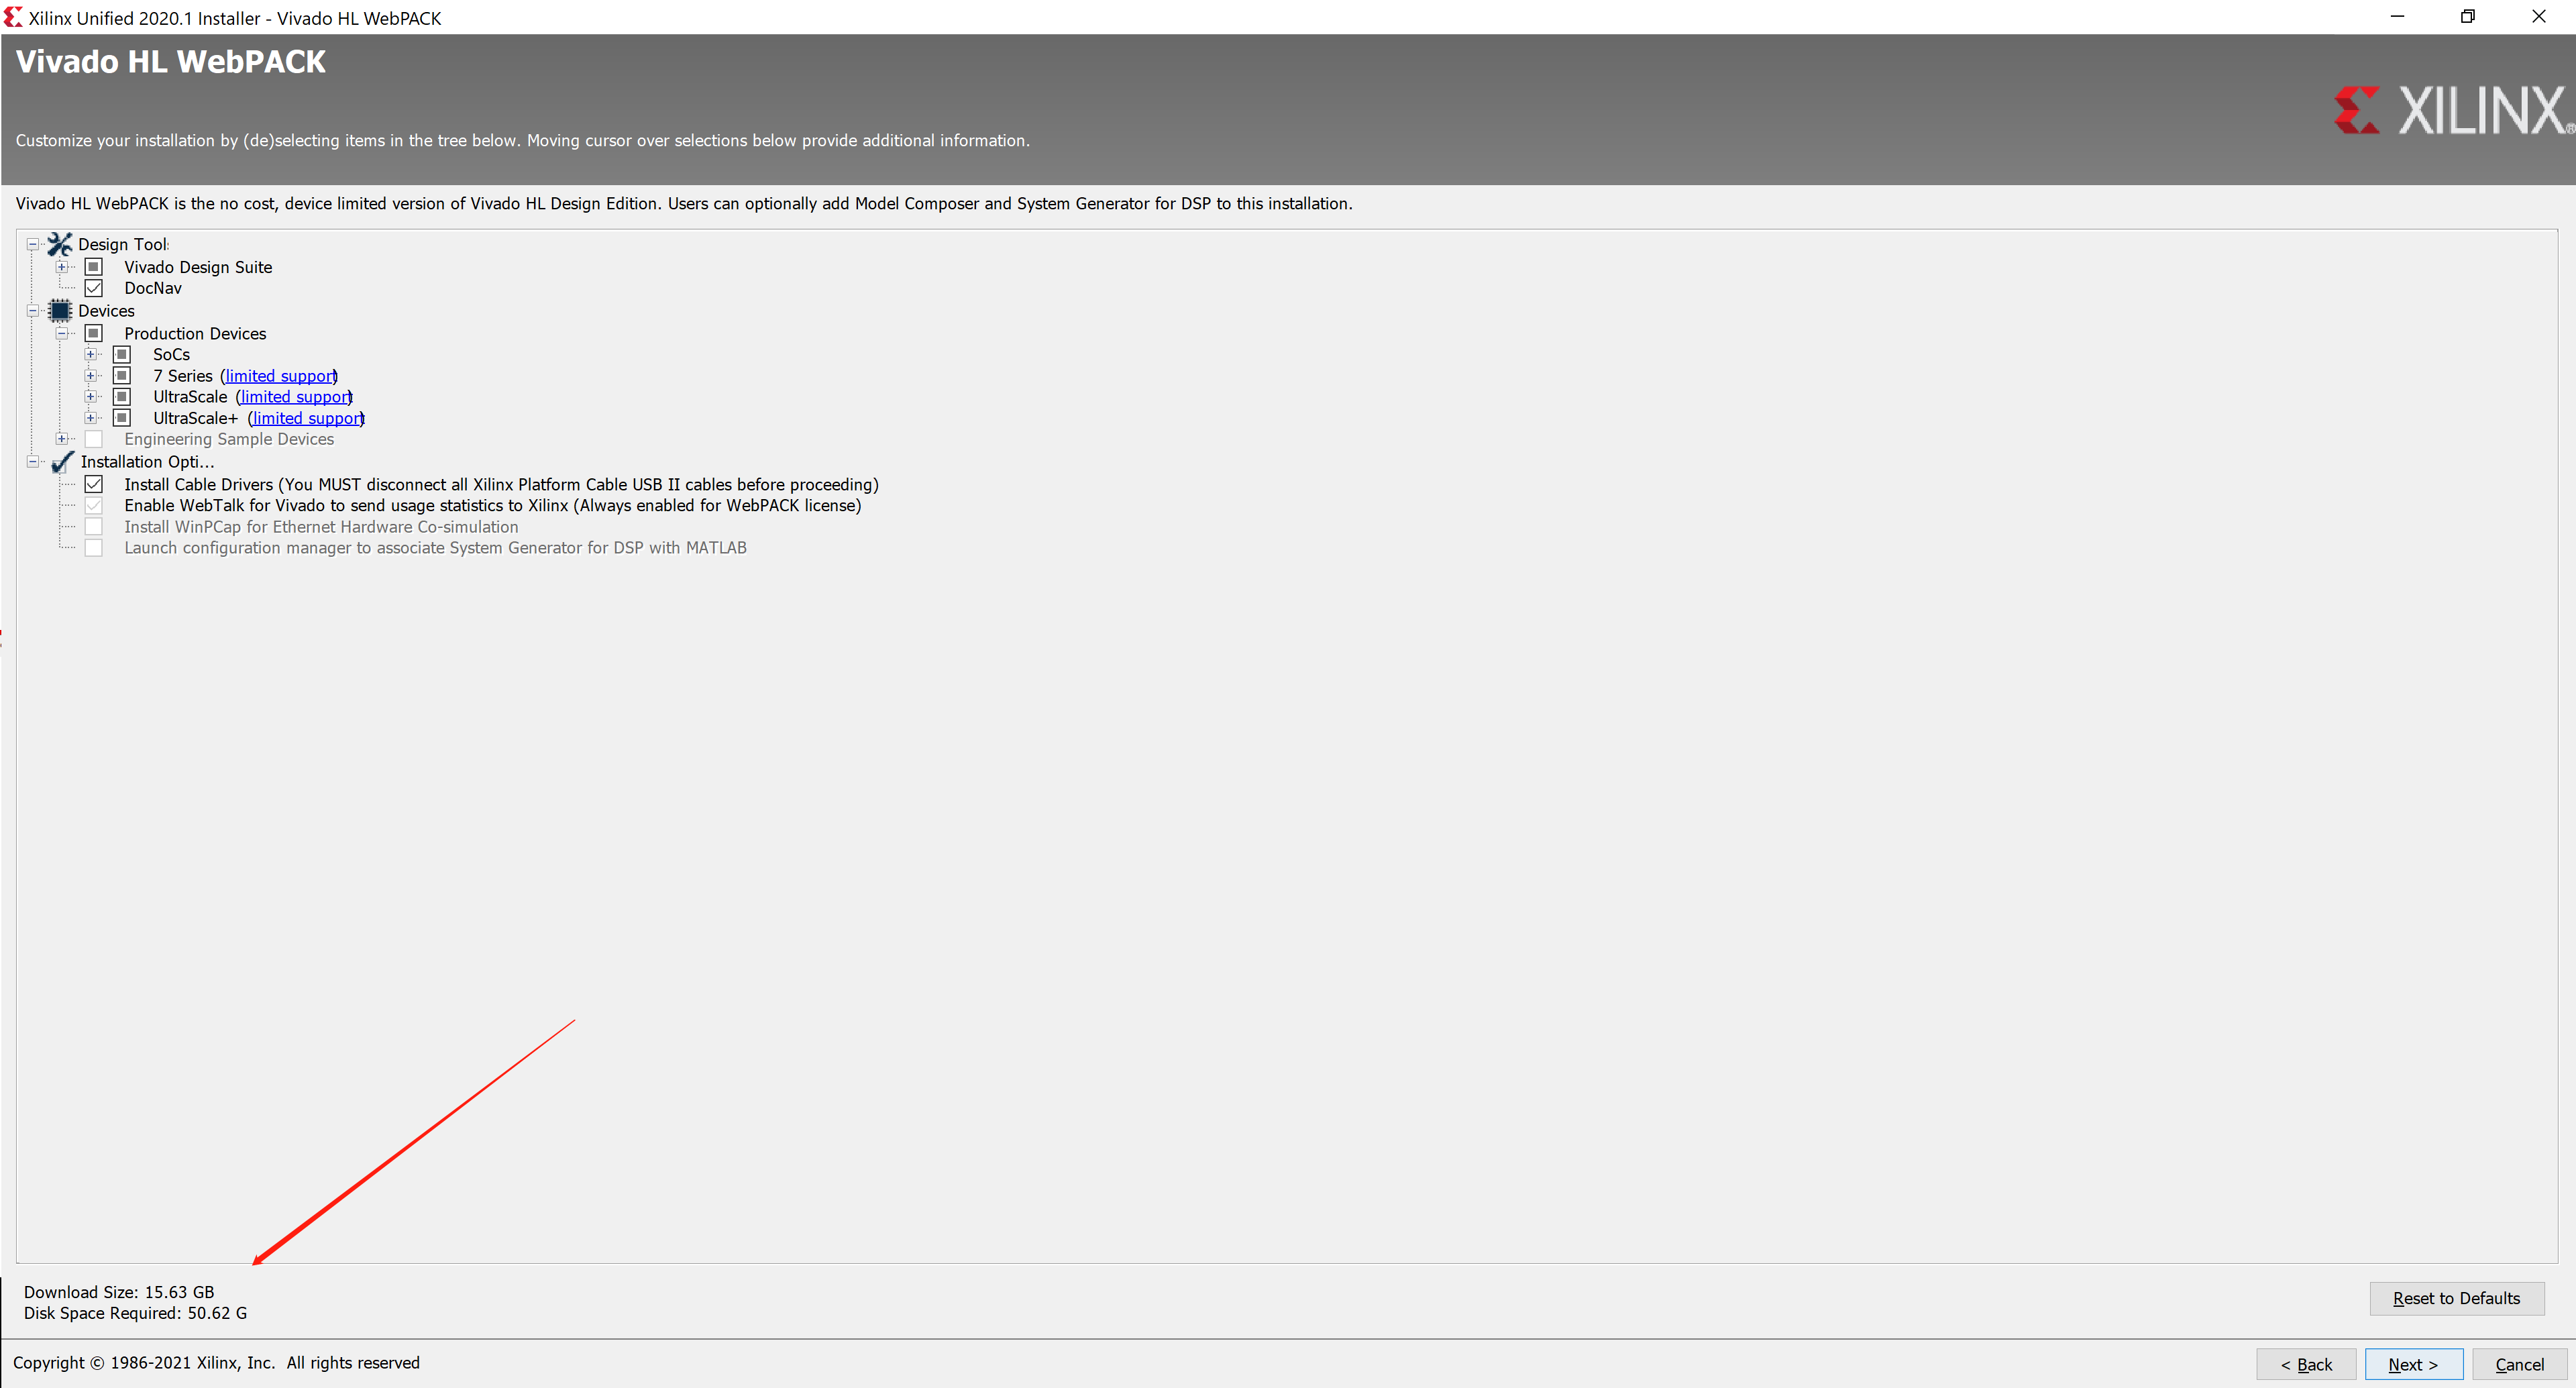 Xilinx Unified 2020.1 Installer - Vivado HL WebPACK
Vivado HL WebPACK
XILINX®
Customize your installation by (de)selecting items in the tree below. Moving cursor over selections below provide additional information.
Vivado HL WebPACK is the no cost, device limited version of Vivado HL Design Edition. Users can optionally add Model Composer and System Generator for DSP to this installation.
Design Tools
Vivado Design Suite
DocNav
Devices
Production Devices
SoCs
7 Series (limited support)
UltraScale (limited support)
UltraScale+ (limited support)
Engineering Sample Devices
Installation Opti...
Install Cable Drivers (You MUST disconnect all Xilinx Platform Cable USB II cables before proceeding)
Enable WebTalk for Vivado to send usage statistics to Xilinx (Always enabled for WebPACK license)
Install WinPCap for Ethernet Hardware Co-simulation
Launch configuration manager to associate System Generator for DSP with MATLAB
Download Size: 15.63 GB
Disk Space Required: 50.62 G
Reset to Defaults
Copyright © 1986-2021 Xilinx, Inc. All rights reserved
< Back
Next >
Cancel